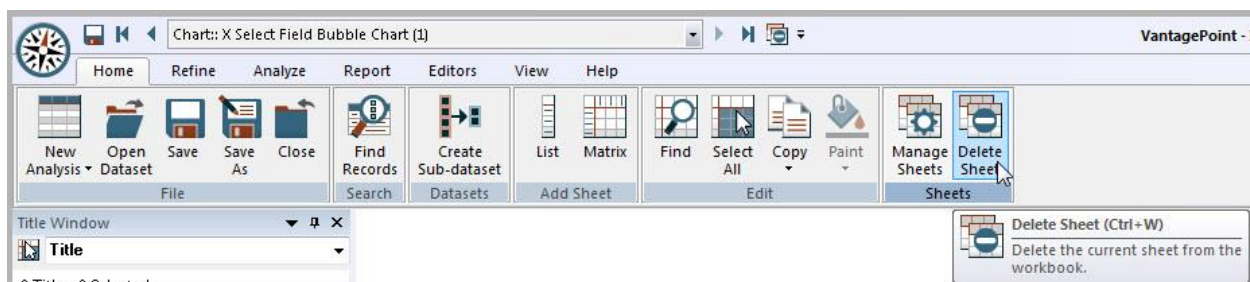 Chart:: X Select Field Bubble Chart (1)
VantagePoint -
Home Refine Analyze Report Editors View Help
New Analysis
Open Dataset
Save
Save As
Close
Find Records
Create Sub-dataset
List
Matrix
Find
Select All
Copy
Paint
Manage Sheets
Delete Sheet
File Search Datasets Add Sheet Edit Sheets
Title Window
Title
Delete Sheet (Ctrl+W)
Delete the current sheet from the
workbook.